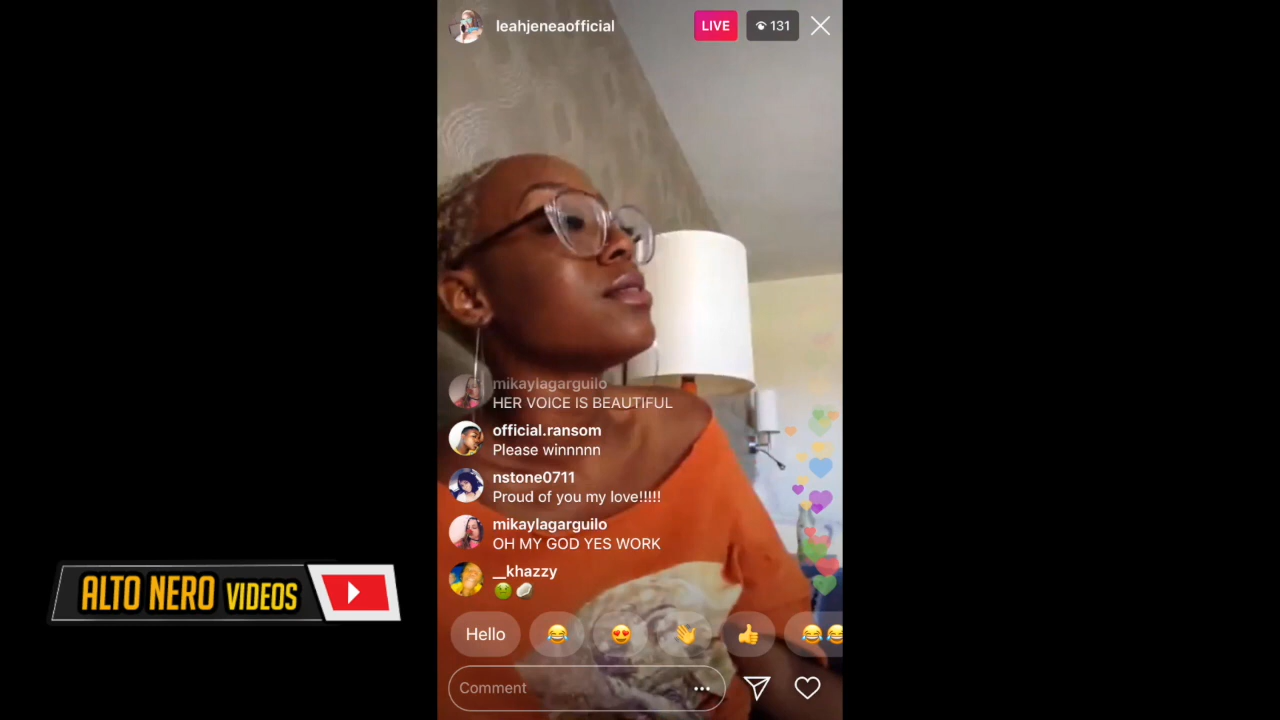 leahjeneaofficial
LIVE
131
mikaylagarguilo
HER VOICE IS BEAUTIFUL
official.ransom
Please winnnnn
nstone0711
Proud of you my love!!!!!
mikaylagarguilo
OH MY GOD YES WORK
__khazzy
🤢🪨
ALTO NERO VIDEOS
Hello 😂 😍 👋 👍 😂😂
Comment